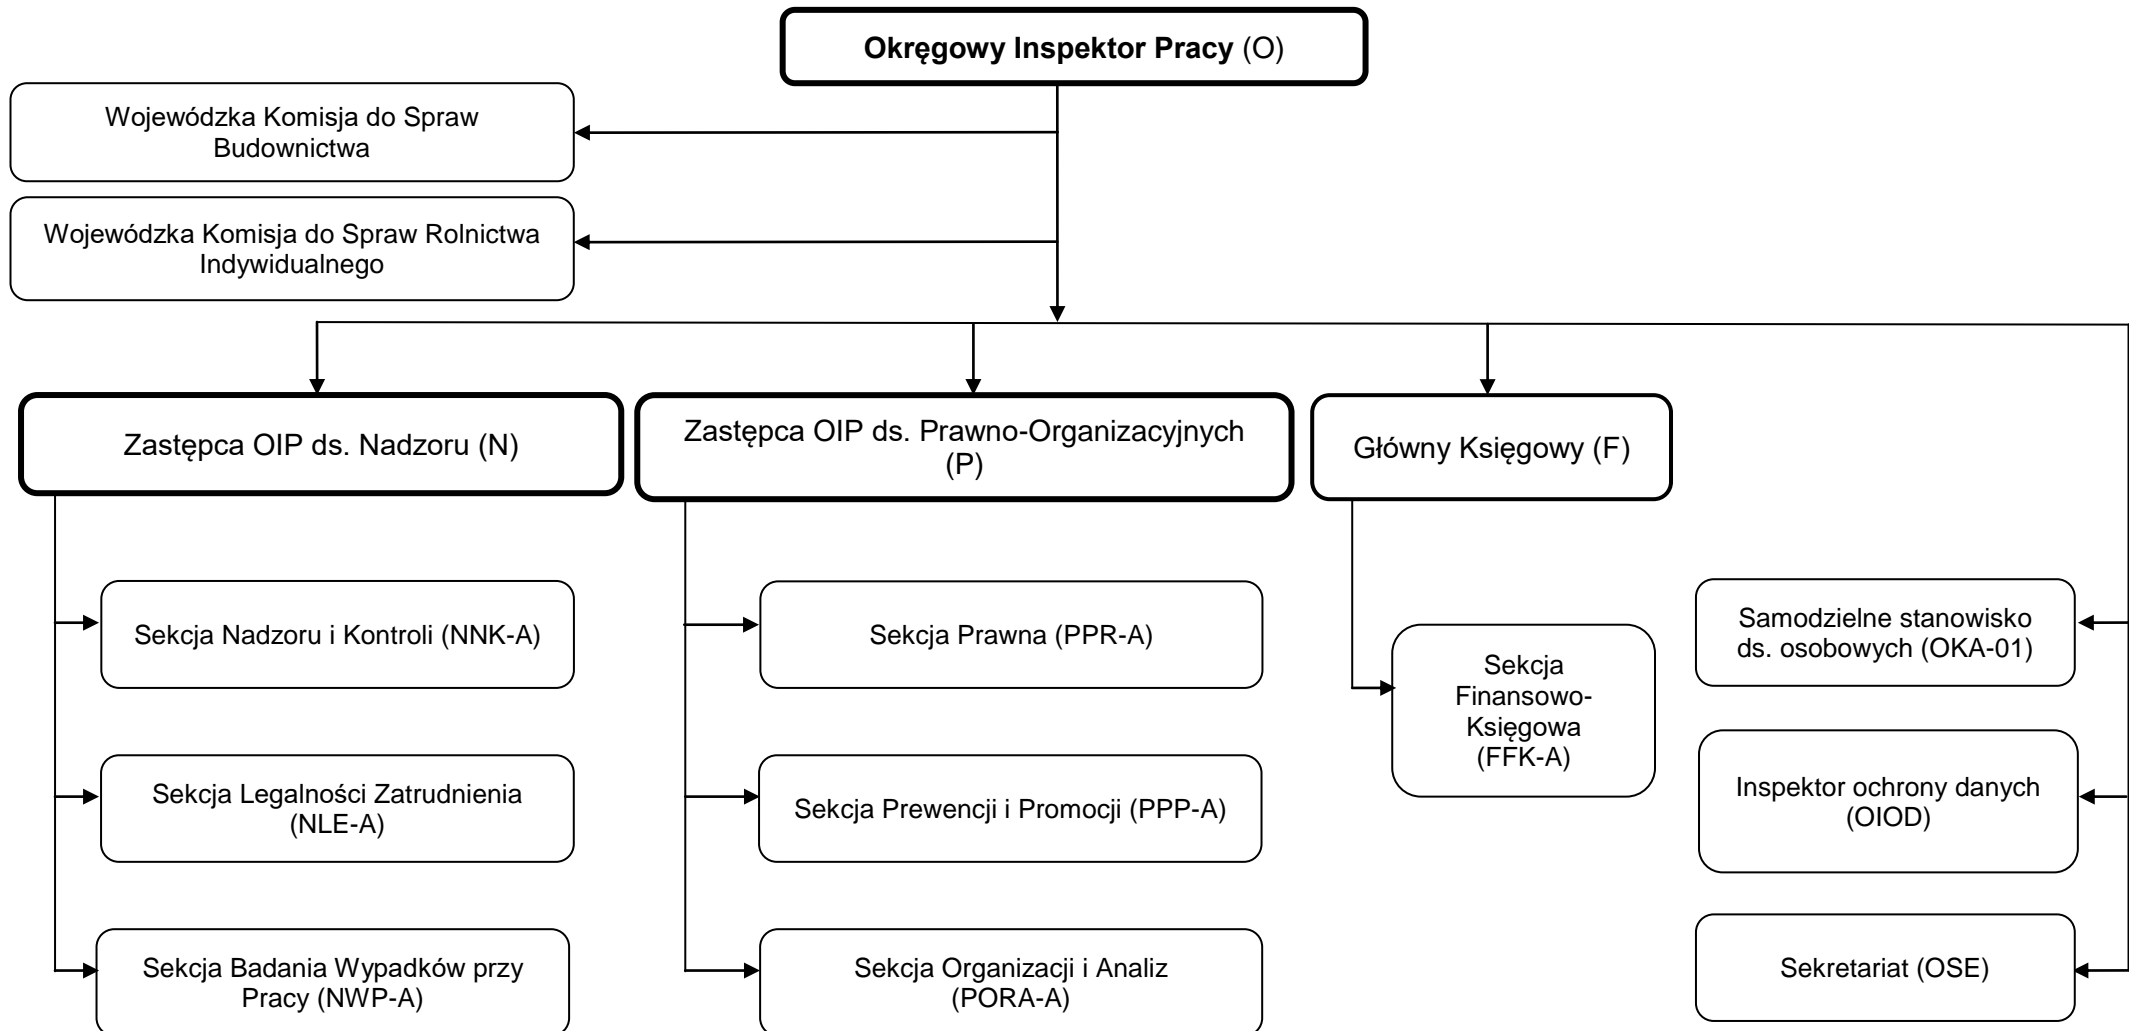 Okręgowy Inspektor Pracy (O)
Wojewódzka Komisja do Spraw
Budownictwa
Wojewódzka Komisja do Spraw Rolnictwa
Indywidualnego
Zastępca OIP ds. Nadzoru (N)
Zastępca OIP ds. Prawno-Organizacyjnych
(P)
Główny Księgowy (F)
Sekcja Nadzoru i Kontroli (NNK-A)
Sekcja Legalności Zatrudnienia
(NLE-A)
Sekcja Badania Wypadków przy
Pracy (NWP-A)
Sekcja Prawna (PPR-A)
Sekcja Prewencji i Promocji (PPP-A)
Sekcja Organizacji i Analiz
(PORA-A)
Sekcja
Finansowo-
Księgowa
(FFK-A)
Samodzielne stanowisko
ds. osobowych (OKA-01)
Inspektor ochrony danych
(OIOD)
Sekretariat (OSE)